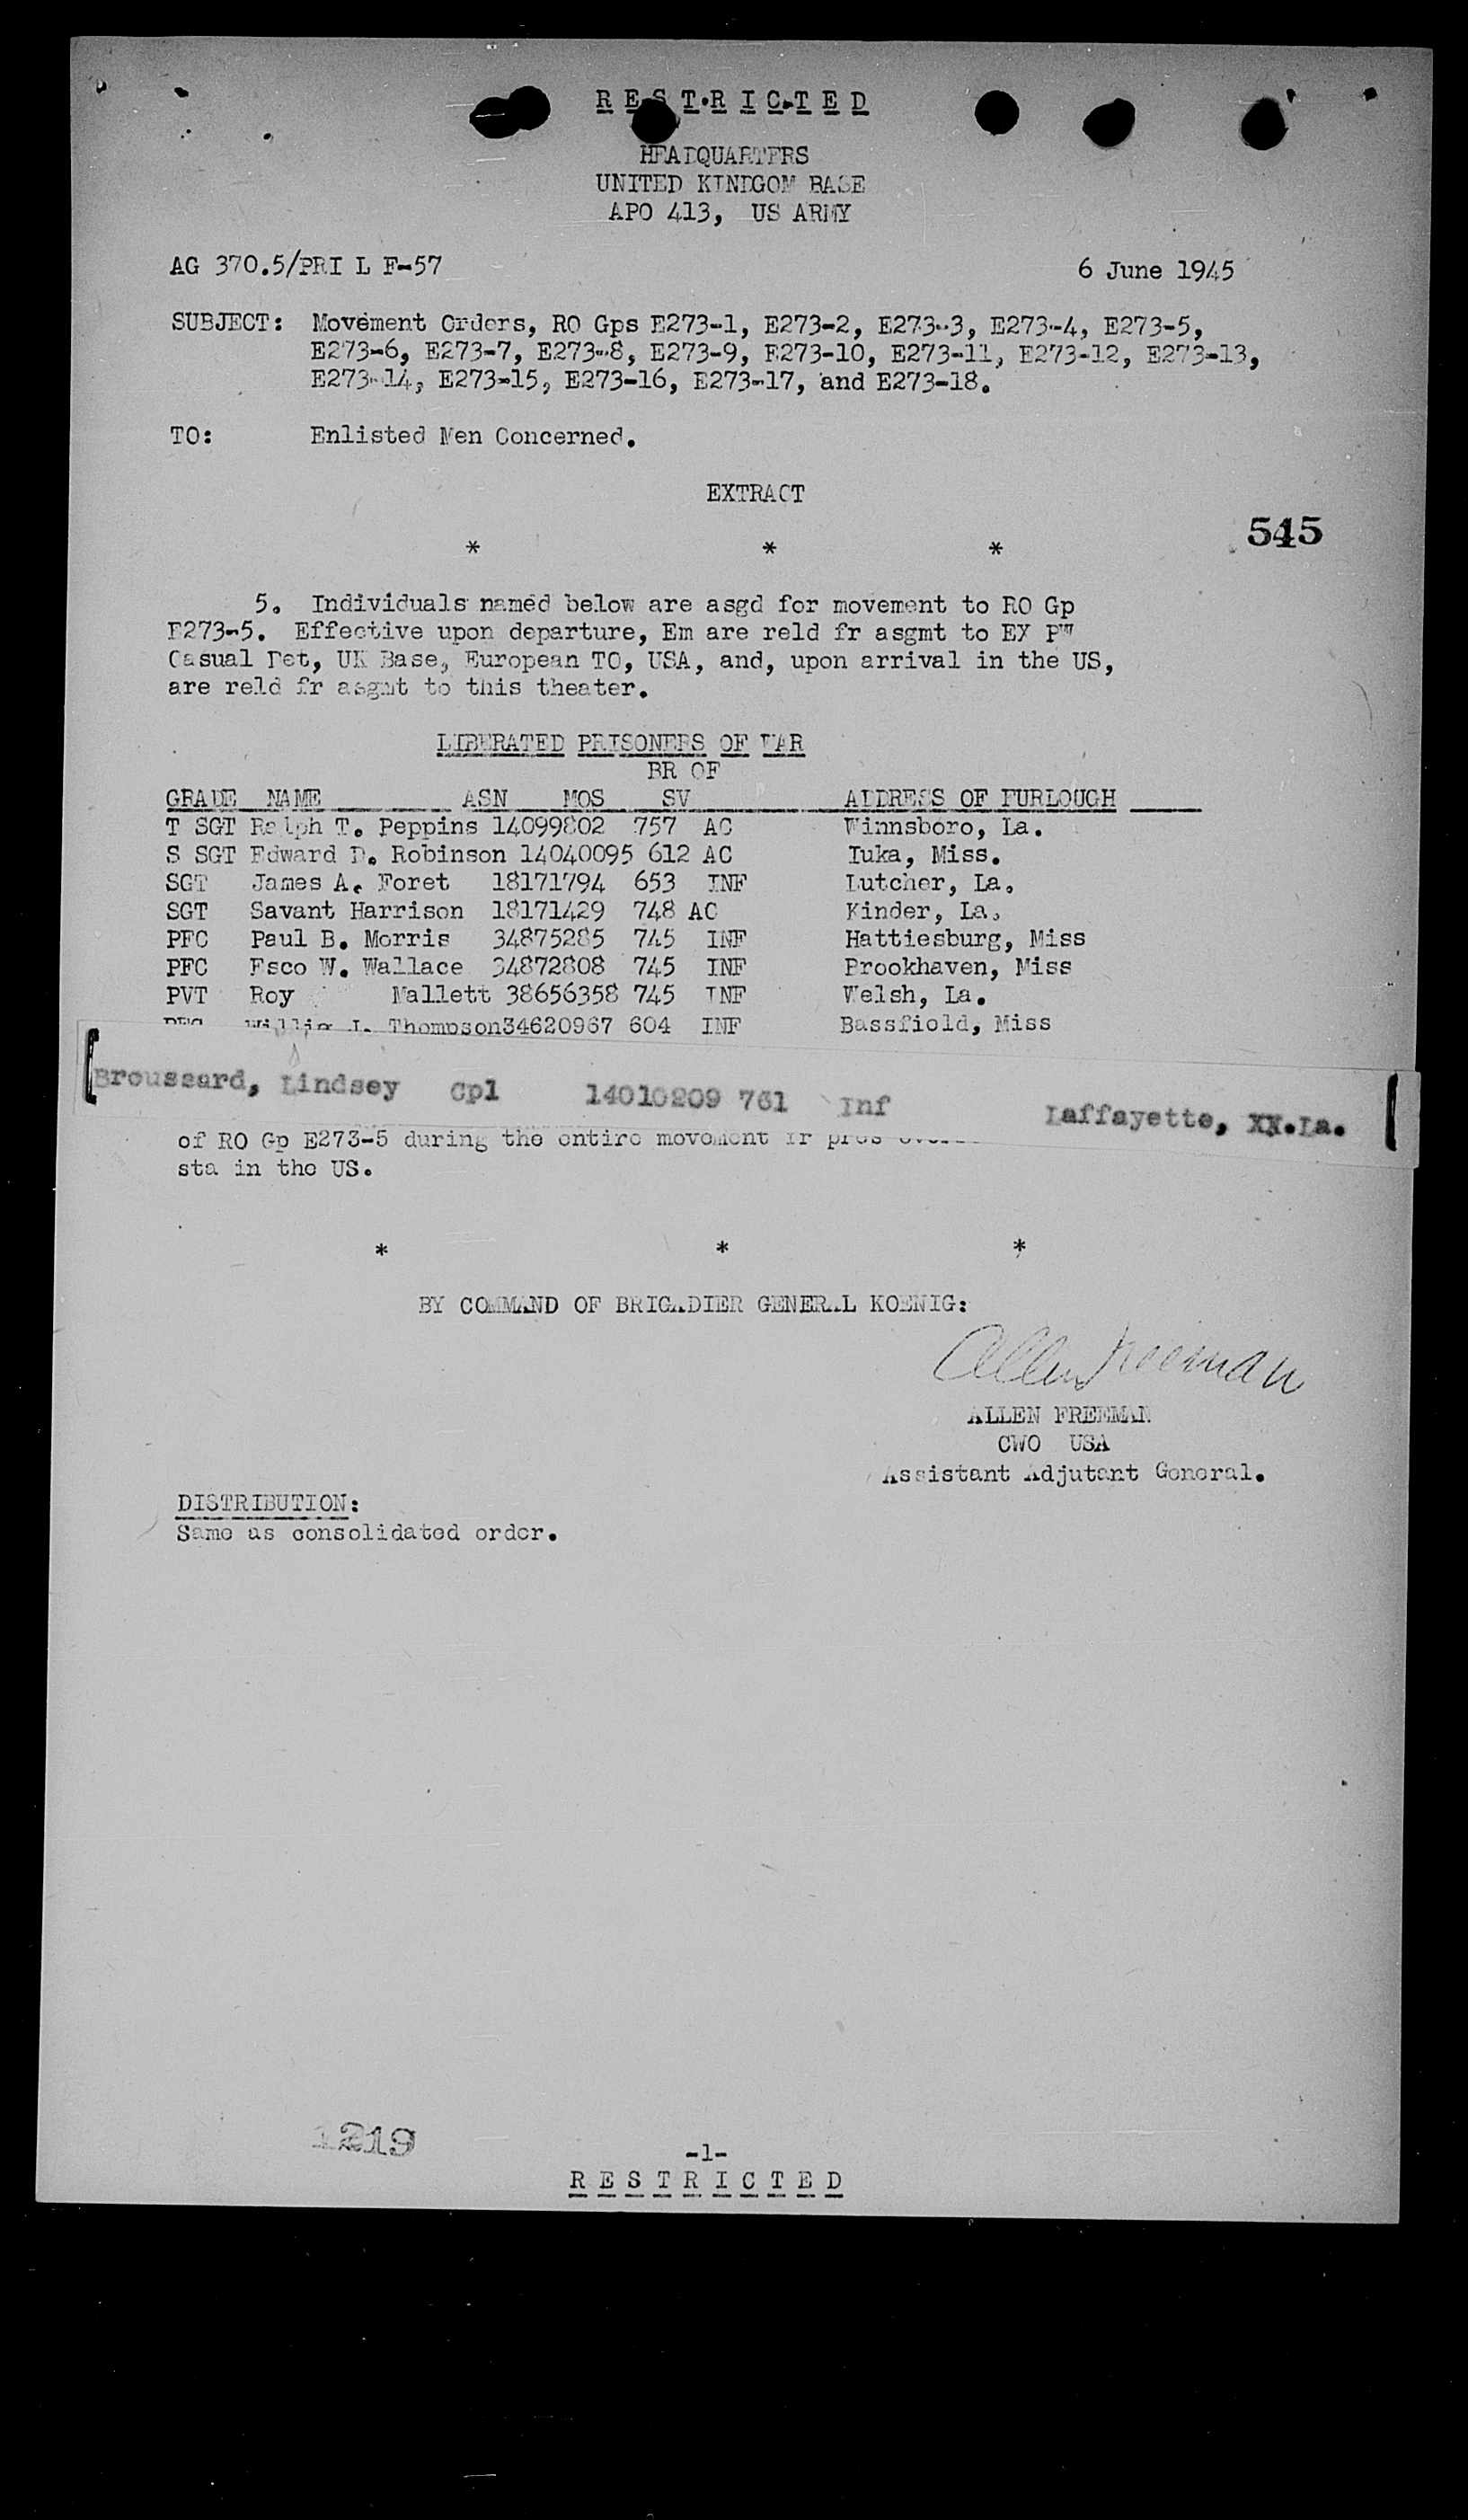 RESTRICTED
HEADQUARTERS
UNITED KINDGOM BASE
APO 413, US ARMY
AG 370.5/PRI L F-57 6 June 1945
SUBJECT: Movement Orders, RO Gps E273-1, E273-2, E273-3, E273-4, E273-5,
E273-6, E273-7, E273-8, E273-9, E273-10, E273-11, E273-12, E273-13,
E273-14, E273-15, E273-16, E273-17, and E273-18.
TO: Enlisted Men Concerned.
EXTRACT
545
* * *
5. Individuals named below are asgd for movement to RO Gp
E273-5. Effective upon departure, Em are reld fr asgmt to EX PW
Casual Det, UK Base, European TO, USA, and, upon arrival in the US,
are reld fr asgmt to this theater.
LIBERATED PRISONERS OF WAR
BR OF
GRADE NAME ASN MOS SV ADDRESS OF FURLOUGH
T SGT Ralph T. Peppins 14099802 757 AC Winnsboro, La.
S SGT Edward D. Robinson 14040095 612 AC Iuka, Miss.
SGT James A. Foret 18171794 653 INF Lutcher, La.
SGT Savant Harrison 18171429 748 AC Kinder, La.
PFC Paul B. Morris 34875285 745 INF Hattiesburg, Miss
PFC Esco W. Wallace 34872808 745 INF Brookhaven, Miss
PVT Roy Mallett 38656358 745 INF Welsh, La.
PFC Willie J. Thompson34620967 604 INF Bassfield, Miss
Broussard, Lindsey Cpl 14010209 761 Inf Laffayette, XX.La.
of RO Gp E273-5 during the entire movement fr pres
sta in the US.
* * *
BY COMMAND OF BRIGADIER GENERAL KOENIG:
Allen Freeman
ALLEN FREEMAN
CWO USA
Assistant Adjutant General.
DISTRIBUTION:
Same as consolidated order.
1219
-1-
RESTRICTED